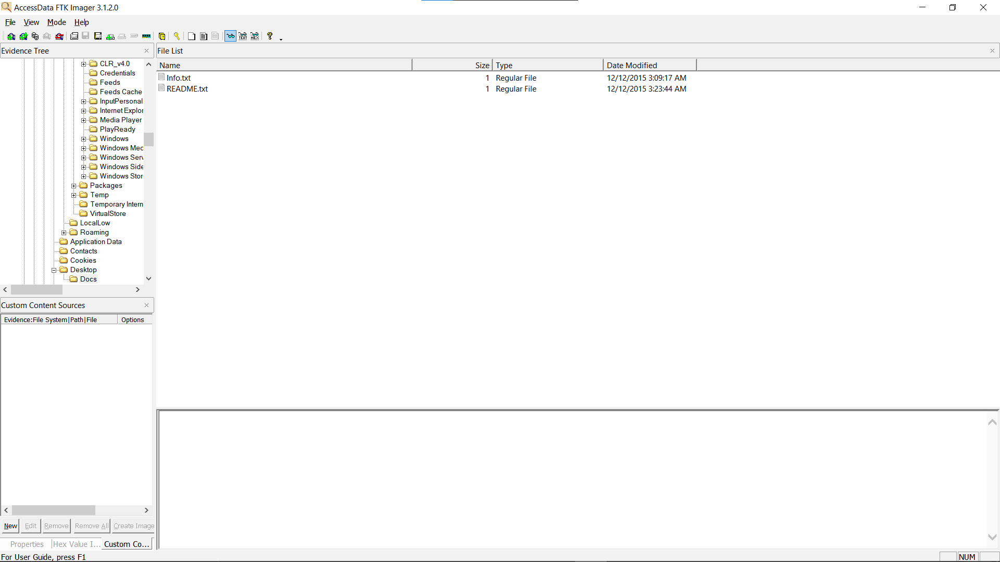 AccessData FTK Imager 3.1.2.0
File View Mode Help
TEXT HEX
Evidence Tree
CLR_v4.0
Credentials
Feeds
Feeds Cache
InputPersonal
Internet Explor
Media Player
PlayReady
Windows
Windows Med
Windows Serv
Windows Side
Windows Stor
Packages
Temp
Temporary Intern
VirtualStore
LocalLow
Roaming
Application Data
Contacts
Cookies
Desktop
Docs
File List
Name Size Type Date Modified
Info.txt 1 Regular File 12/12/2015 3:09:17 AM
README.txt 1 Regular File 12/12/2015 3:23:44 AM
Custom Content Sources
Evidence:File System|Path|File Options
New Edit Remove Remove All Create Image
Properties Hex Value I... Custom Co...
For User Guide, press F1
NUM